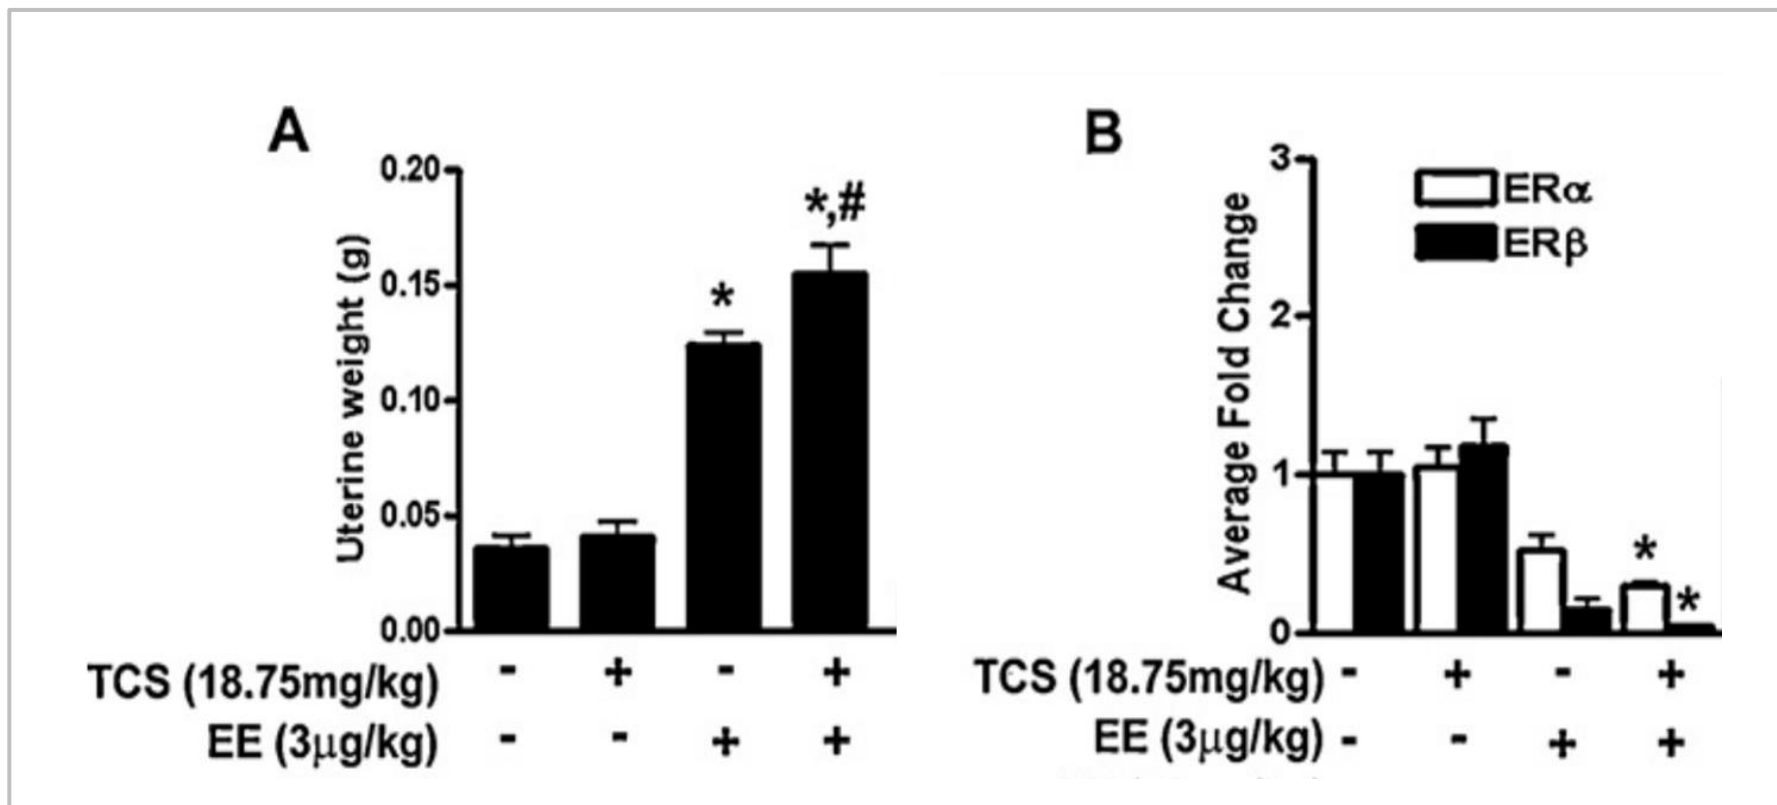 A
0.20
0.15
0.10
0.05
0.00
Uterine weight (g)
*
*,#
TCS (18.75mg/kg) - + - +
EE (3µg/kg) - - + +
B
3
2
1
0
Average Fold Change
ERα
ERβ
*
*
TCS (18.75mg/kg) - + - +
EE (3µg/kg) - - + +